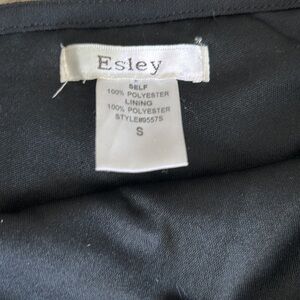 Esley
SELF
100% POLYESTER
LINING
100% POLYESTER
STYLE#9557S
S